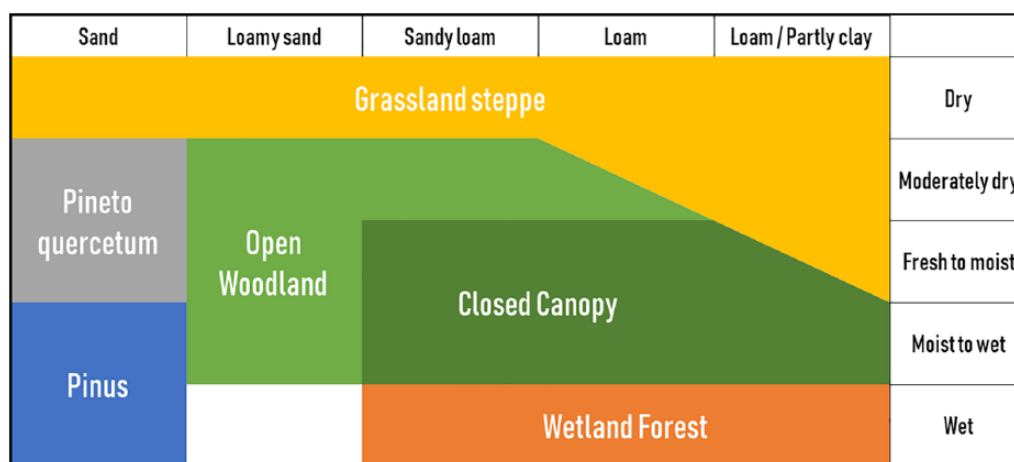 Sand
Loamy sand
Sandy loam
Loam
Loam / Partly clay
Grassland steppe
Dry
Pineto
quercetum
Moderately dry
Open
Woodland
Fresh to moist
Closed Canopy
Moist to wet
Pinus
Wetland Forest
Wet